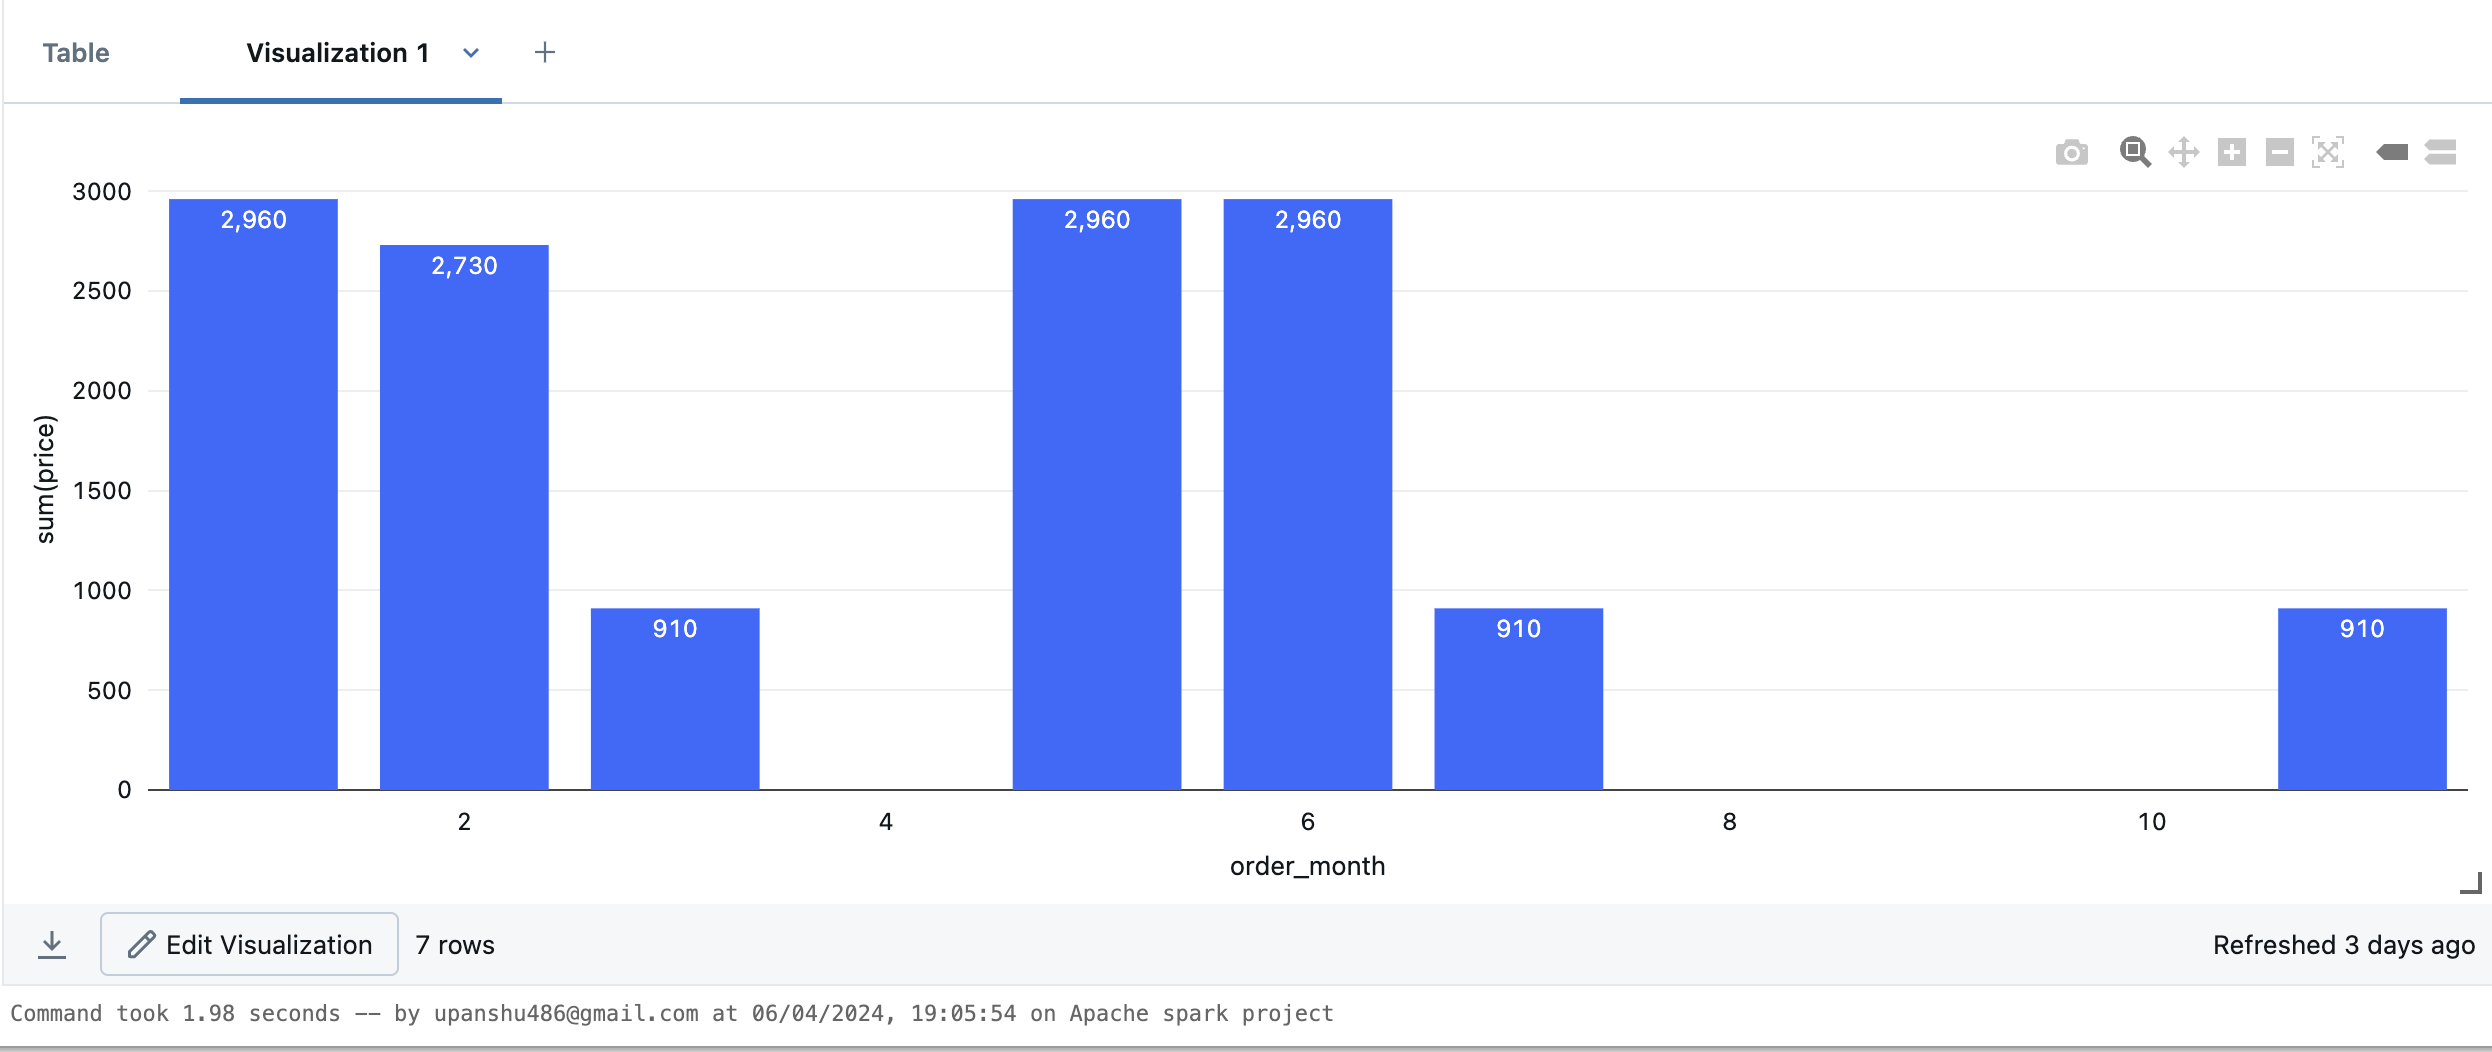 Table Visualization 1
3000
2,960 2,960 2,960
2,730
2500
2000
sum(price)
1500
1000
910 910 910
500
0
2 4 6 8 10
order_month
Edit Visualization 7 rows Refreshed 3 days ago
Command took 1.98 seconds -- by upanshu486@gmail.com at 06/04/2024, 19:05:54 on Apache spark project